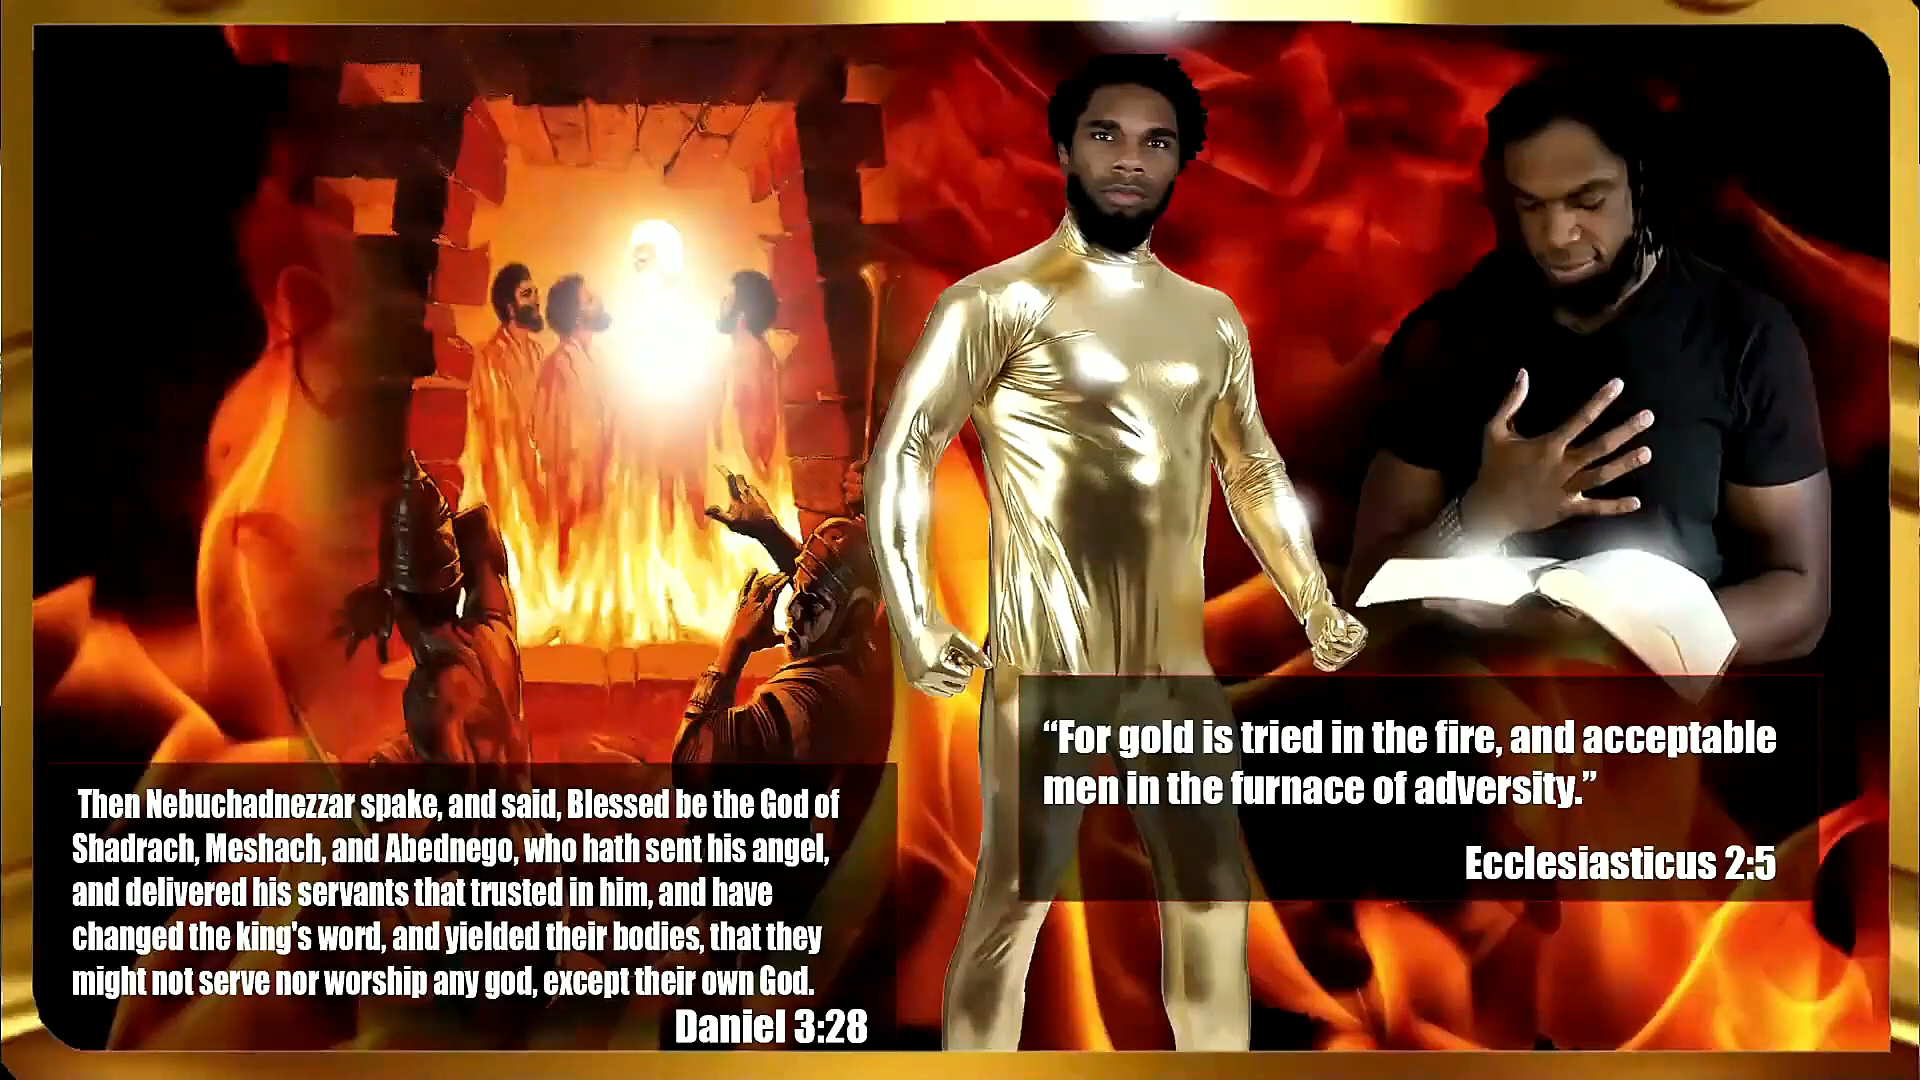 Then Nebuchadnezzar spake, and said, Blessed be the God of
Shadrach, Meshach, and Abednego, who hath sent his angel,
and delivered his servants that trusted in him, and have
changed the king's word, and yielded their bodies, that they
might not serve nor worship any god, except their own God.
Daniel 3:28
“For gold is tried in the fire, and acceptable
men in the furnace of adversity.”
Ecclesiasticus 2:5